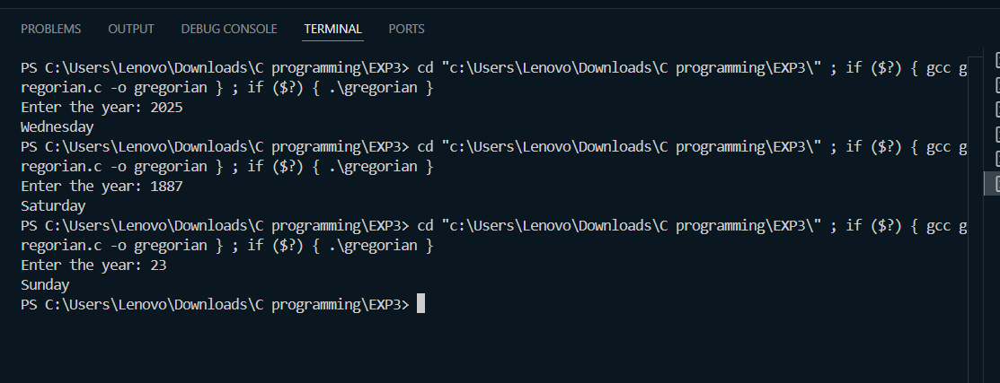 PROBLEMS OUTPUT DEBUG CONSOLE TERMINAL PORTS
PS C:\Users\Lenovo\Downloads\C programming\EXP3> cd "c:\Users\Lenovo\Downloads\C programming\EXP3\" ; if ($?) { gcc g
regorian.c -o gregorian } ; if ($?) { .\gregorian }
Enter the year: 2025
Wednesday
PS C:\Users\Lenovo\Downloads\C programming\EXP3> cd "c:\Users\Lenovo\Downloads\C programming\EXP3\" ; if ($?) { gcc g
regorian.c -o gregorian } ; if ($?) { .\gregorian }
Enter the year: 1887
Saturday
PS C:\Users\Lenovo\Downloads\C programming\EXP3> cd "c:\Users\Lenovo\Downloads\C programming\EXP3\" ; if ($?) { gcc g
regorian.c -o gregorian } ; if ($?) { .\gregorian }
Enter the year: 23
Sunday
PS C:\Users\Lenovo\Downloads\C programming\EXP3>